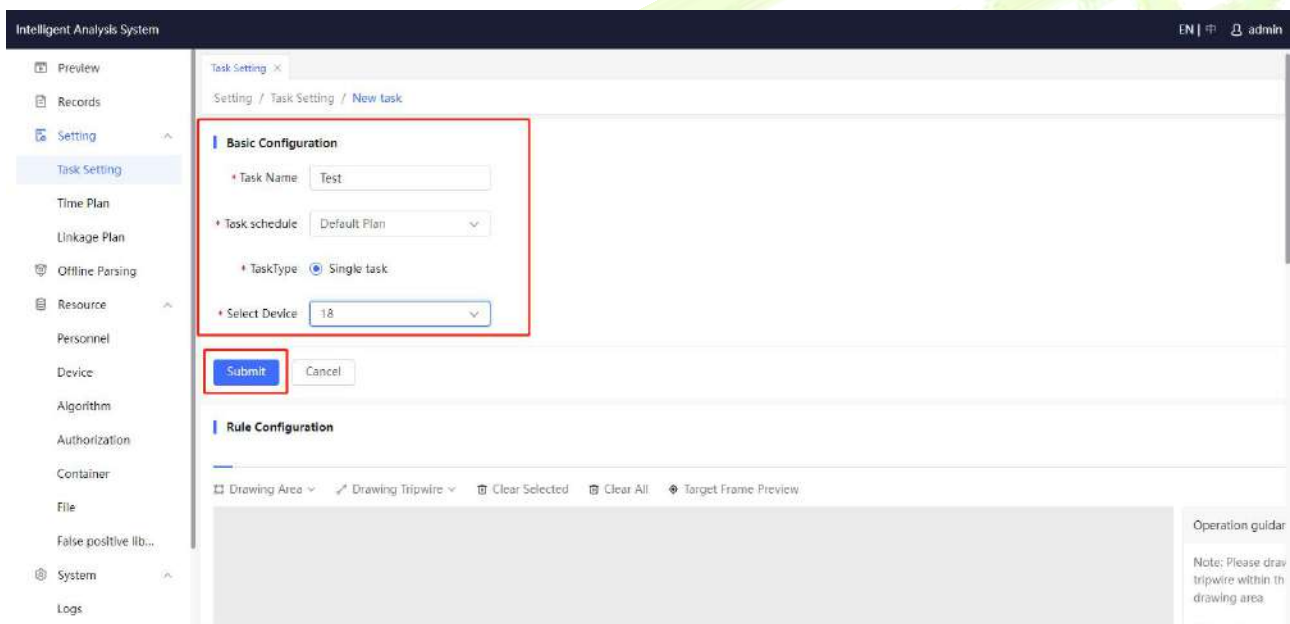 Intelligent Analysis System
EN | 中 admin
Preview
Records
Setting
Task Setting
Time Plan
Linkage Plan
Offline Parsing
Resource
Personnel
Device
Algorithm
Authorization
Container
File
False positive lib...
System
Logs
Task Setting ×
Setting / Task Setting / New task
Basic Configuration
* Task Name Test
* Task schedule Default Plan
* TaskType Single task
* Select Device 18
Submit Cancel
Rule Configuration
Drawing Area Drawing Tripwire Clear Selected Clear All Target Frame Preview
Operation guidar
Note: Please draw
tripwire within th
drawing area